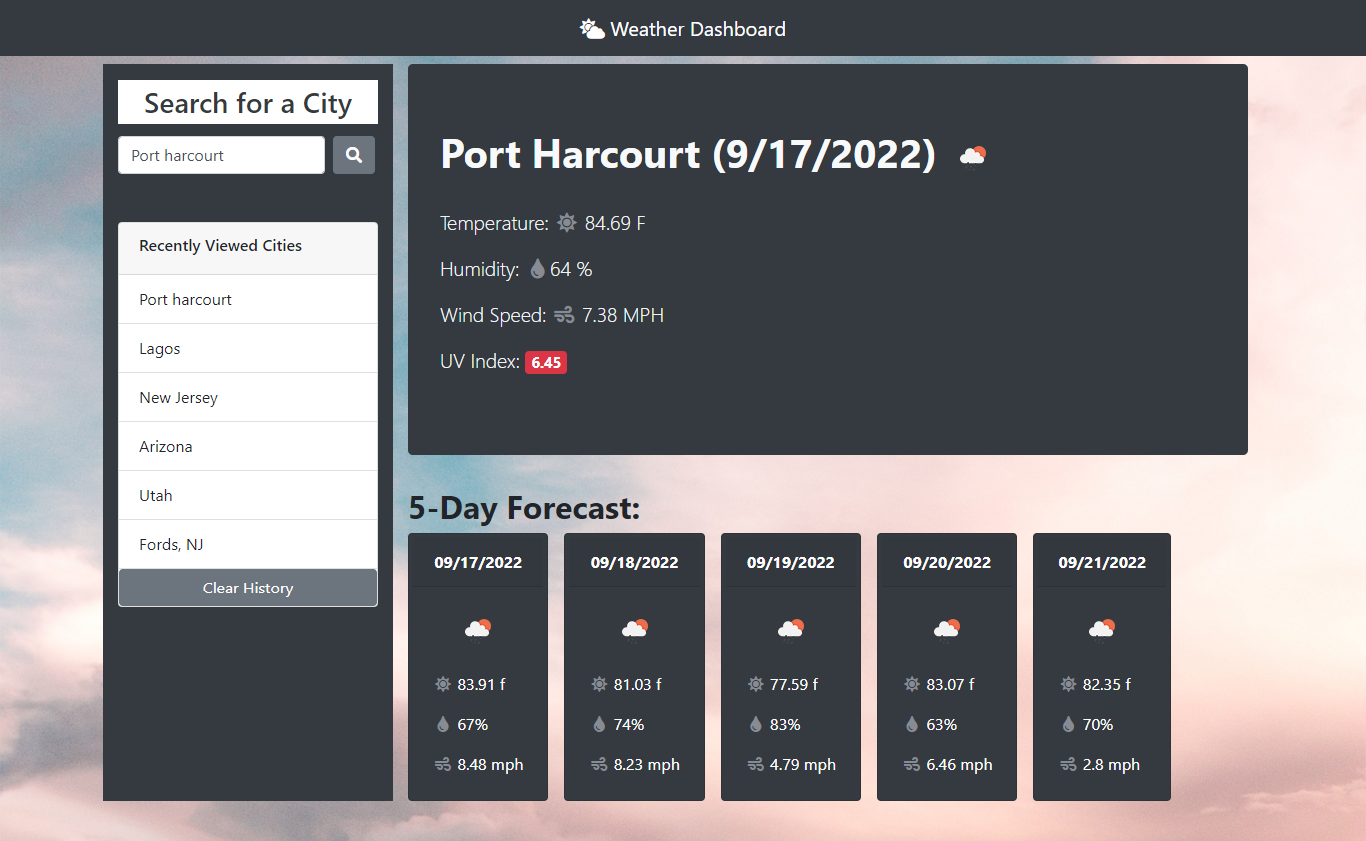 Weather Dashboard
Search for a City
Port harcourt
Recently Viewed Cities
Port harcourt
Lagos
New Jersey
Arizona
Utah
Fords, NJ
Clear History
Port Harcourt (9/17/2022)
Temperature: 84.69 F
Humidity: 64 %
Wind Speed: 7.38 MPH
UV Index: 6.45
5-Day Forecast:
09/17/2022
83.91 f
67%
8.48 mph
09/18/2022
81.03 f
74%
8.23 mph
09/19/2022
77.59 f
83%
4.79 mph
09/20/2022
83.07 f
63%
6.46 mph
09/21/2022
82.35 f
70%
2.8 mph